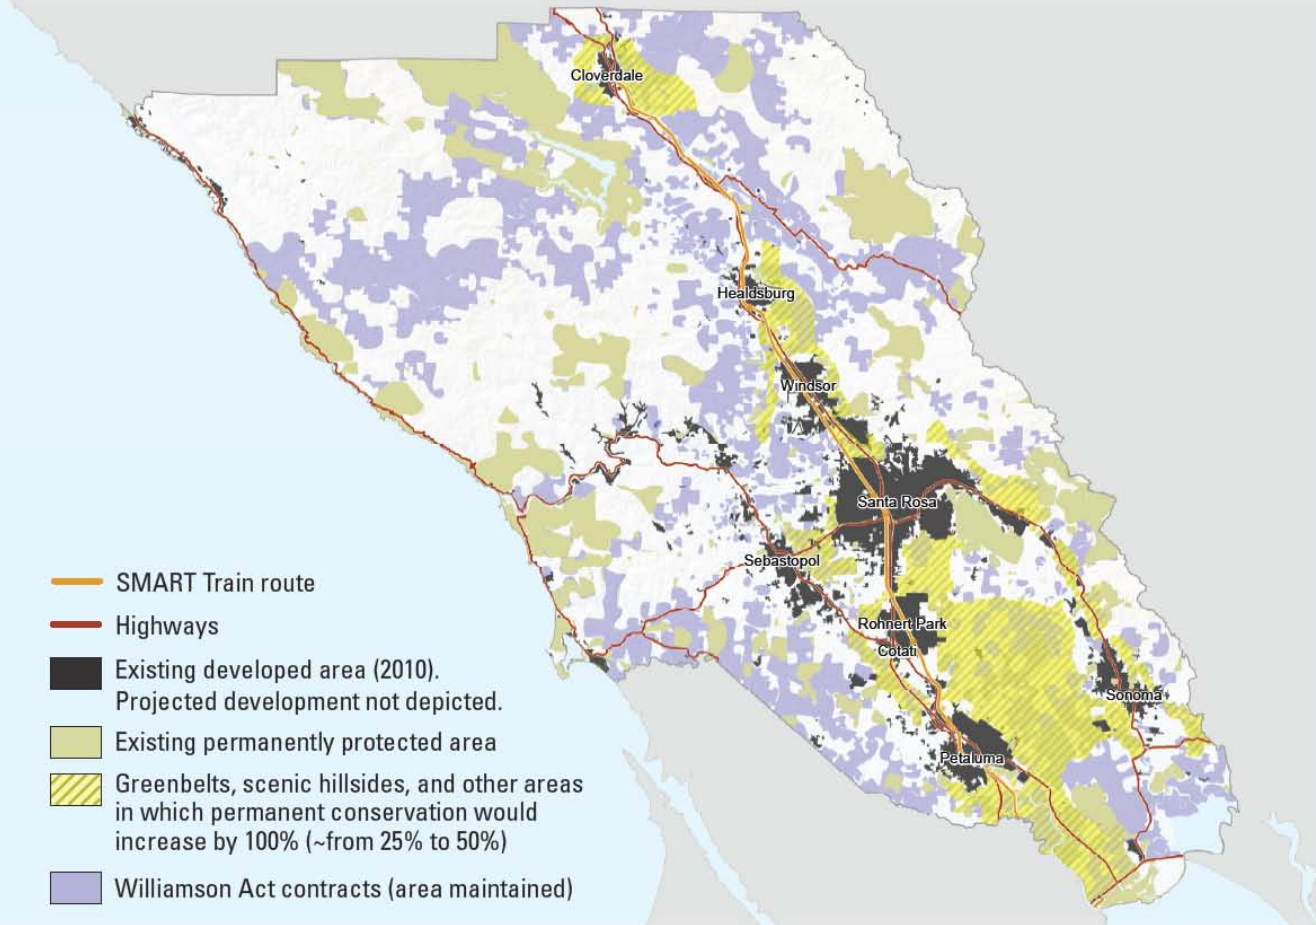 Cloverdale
Healdsburg
Windsor
Santa Rosa
Sebastopol
Rohnert Park
Cotati
Sonoma
Petaluma
SMART Train route
Highways
Existing developed area (2010).
Projected development not depicted.
Existing permanently protected area
Greenbelts, scenic hillsides, and other areas
in which permanent conservation would
increase by 100% (~from 25% to 50%)
Williamson Act contracts (area maintained)